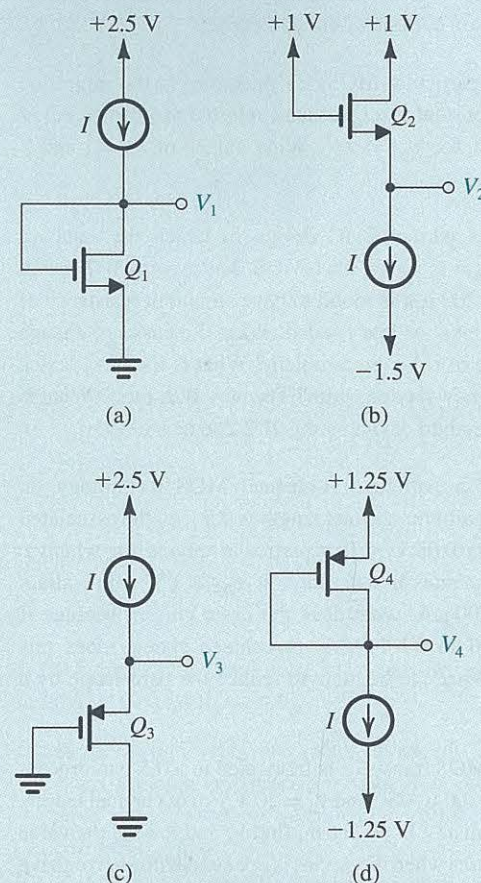 +2.5 V
I
V1
Q1
(a)
+1 V
+1 V
Q2
V2
I
−1.5 V
(b)
+2.5 V
I
V3
Q3
(c)
+1.25 V
Q4
V4
I
−1.25 V
(d)